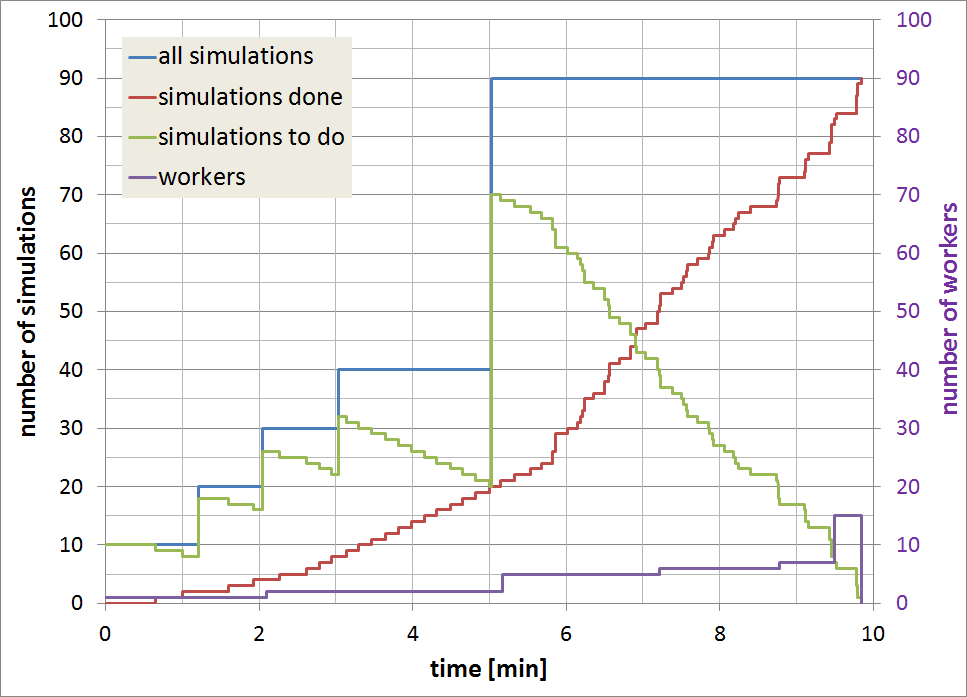 100 100
all simulations
90 90
simulations done
80 80
simulations to do
workers
70 70
60 60
50 50
40 40
30 30
20 20
10 10
0 0
number of simulations
number of workers
0 2 4 6 8 10
time [min]